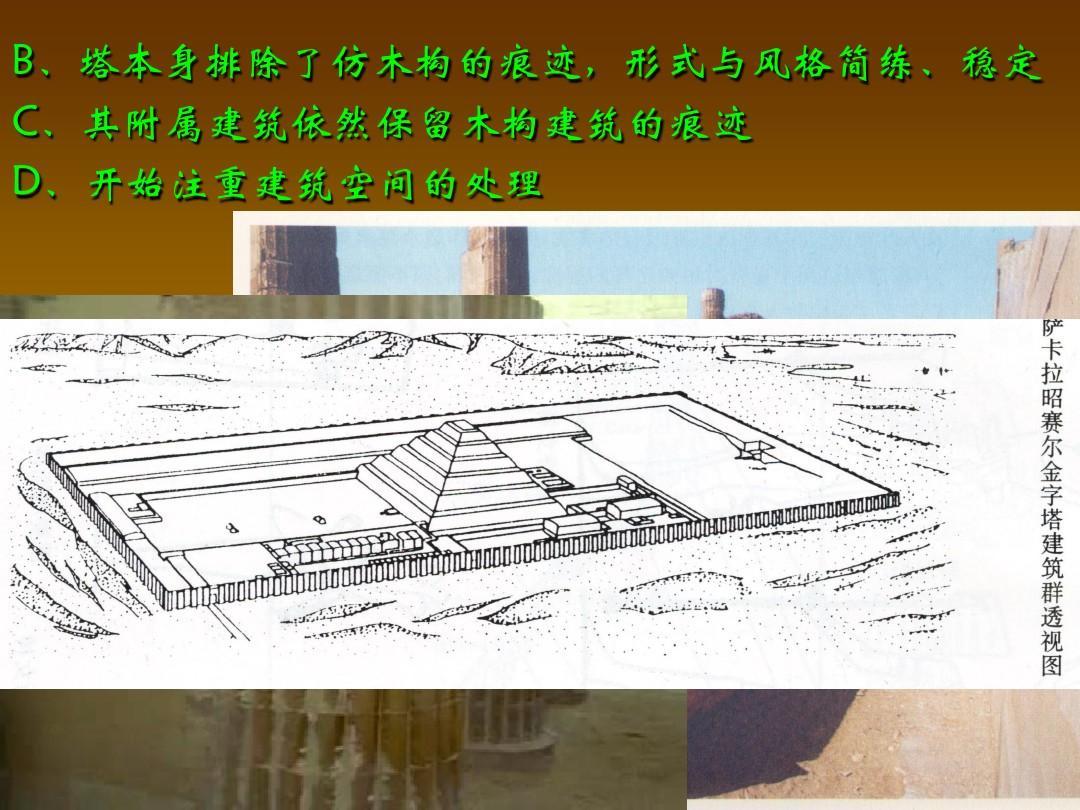 B、塔本身排除了仿木构的痕迹，形式与风格简练、稳定
C、其附属建筑依然保留木构建筑的痕迹
D、开始注重建筑空间的处理
萨卡拉昭赛尔金字塔建筑群透视图